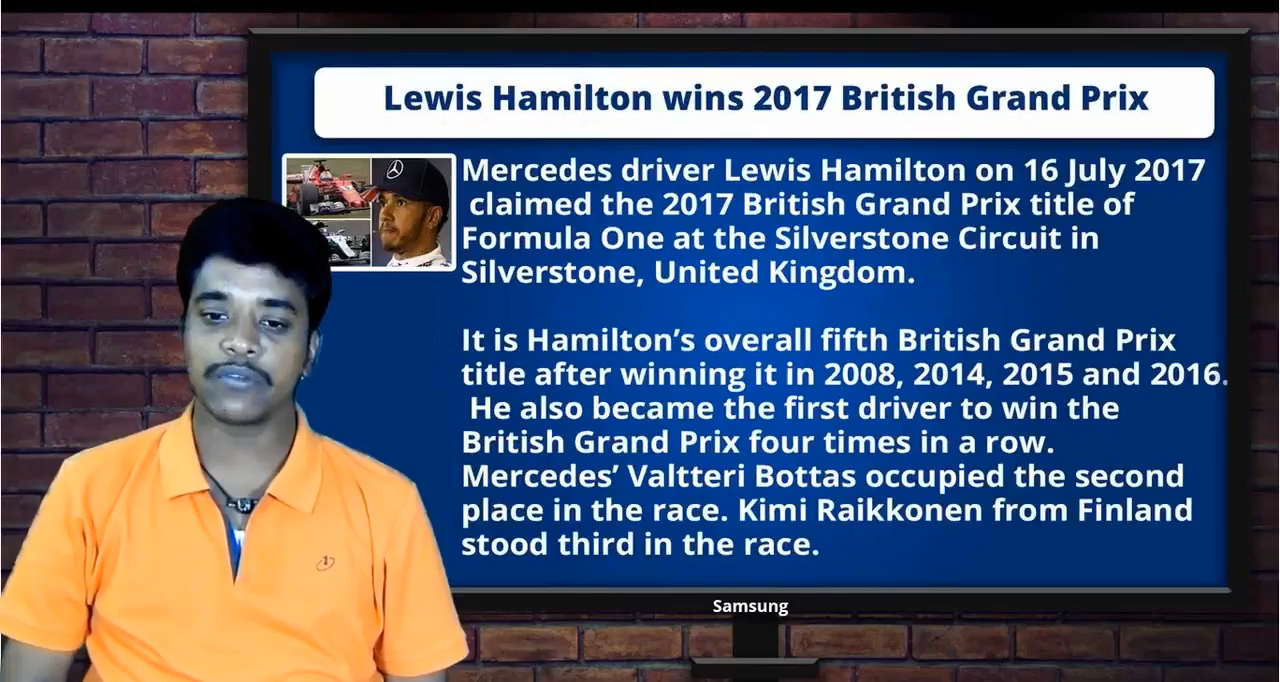 Lewis Hamilton wins 2017 British Grand Prix
Mercedes driver Lewis Hamilton on 16 July 2017
claimed the 2017 British Grand Prix title of
Formula One at the Silverstone Circuit in
Silverstone, United Kingdom.
It is Hamilton’s overall fifth British Grand Prix
title after winning it in 2008, 2014, 2015 and 2016.
He also became the first driver to win the
British Grand Prix four times in a row.
Mercedes’ Valtteri Bottas occupied the second
place in the race. Kimi Raikkonen from Finland
stood third in the race.
Samsung